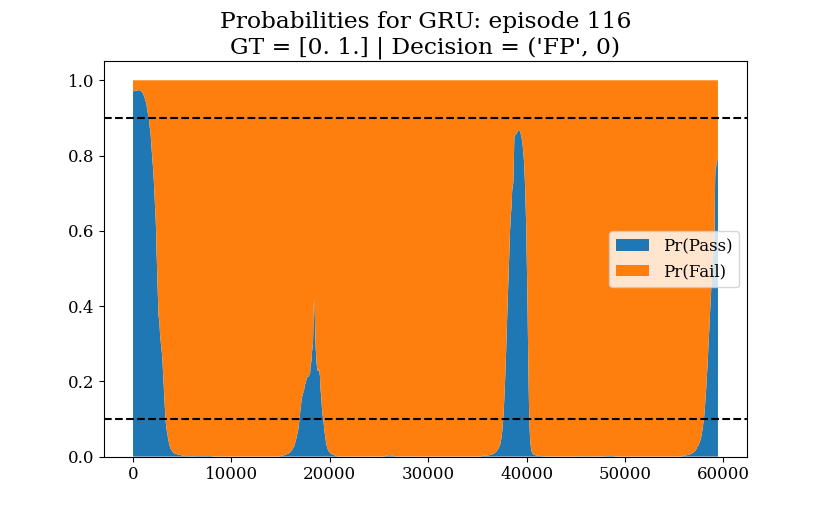 Probabilities for GRU: episode 116
GT = [0. 1.] | Decision = ('FP', 0)
1.0
0.8
0.6
0.4
0.2
0.0
Pr(Pass)
Pr(Fail)
0 10000 20000 30000 40000 50000 60000